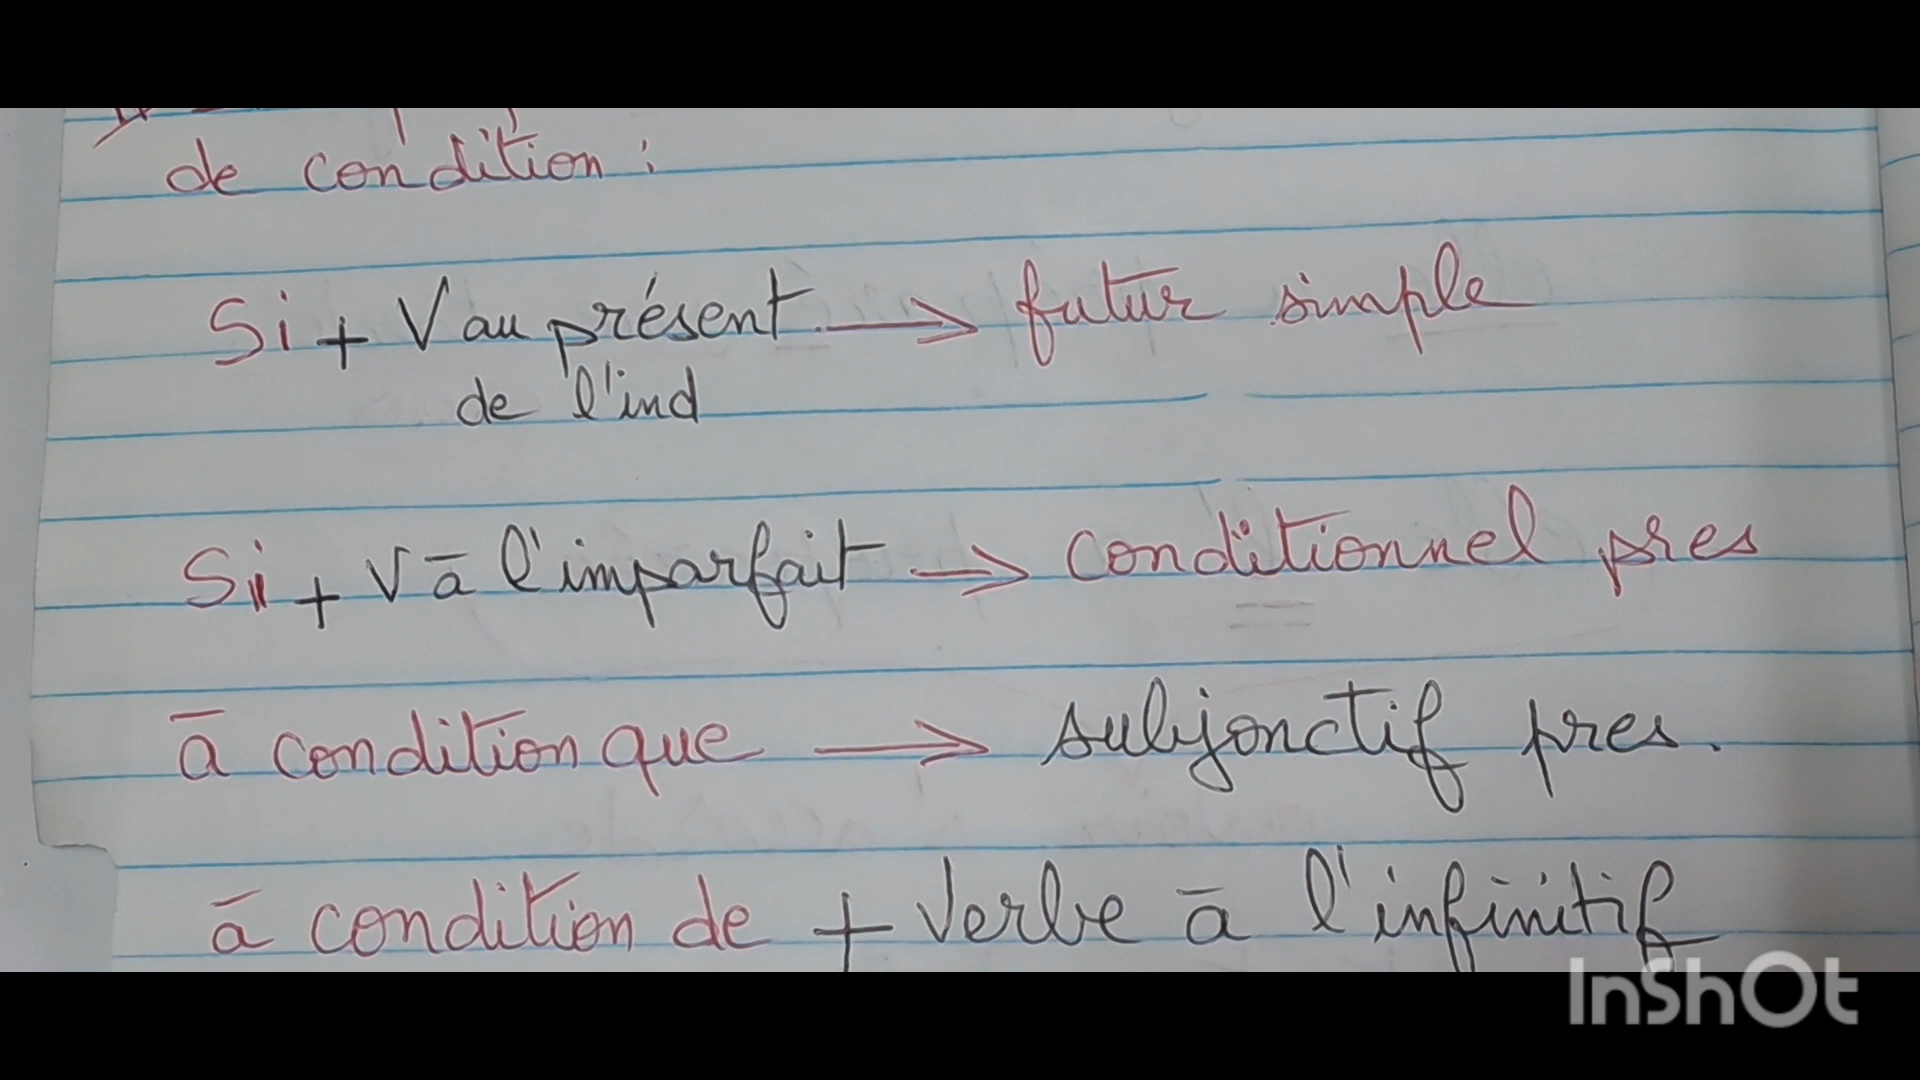 de condition :
Si + V au présent → futur simple
de l'ind
Si + V à l'imparfait → conditionnel pres
à condition que → subjonctif pres.
à condition de + Verbe à l'infinitif
InShOt